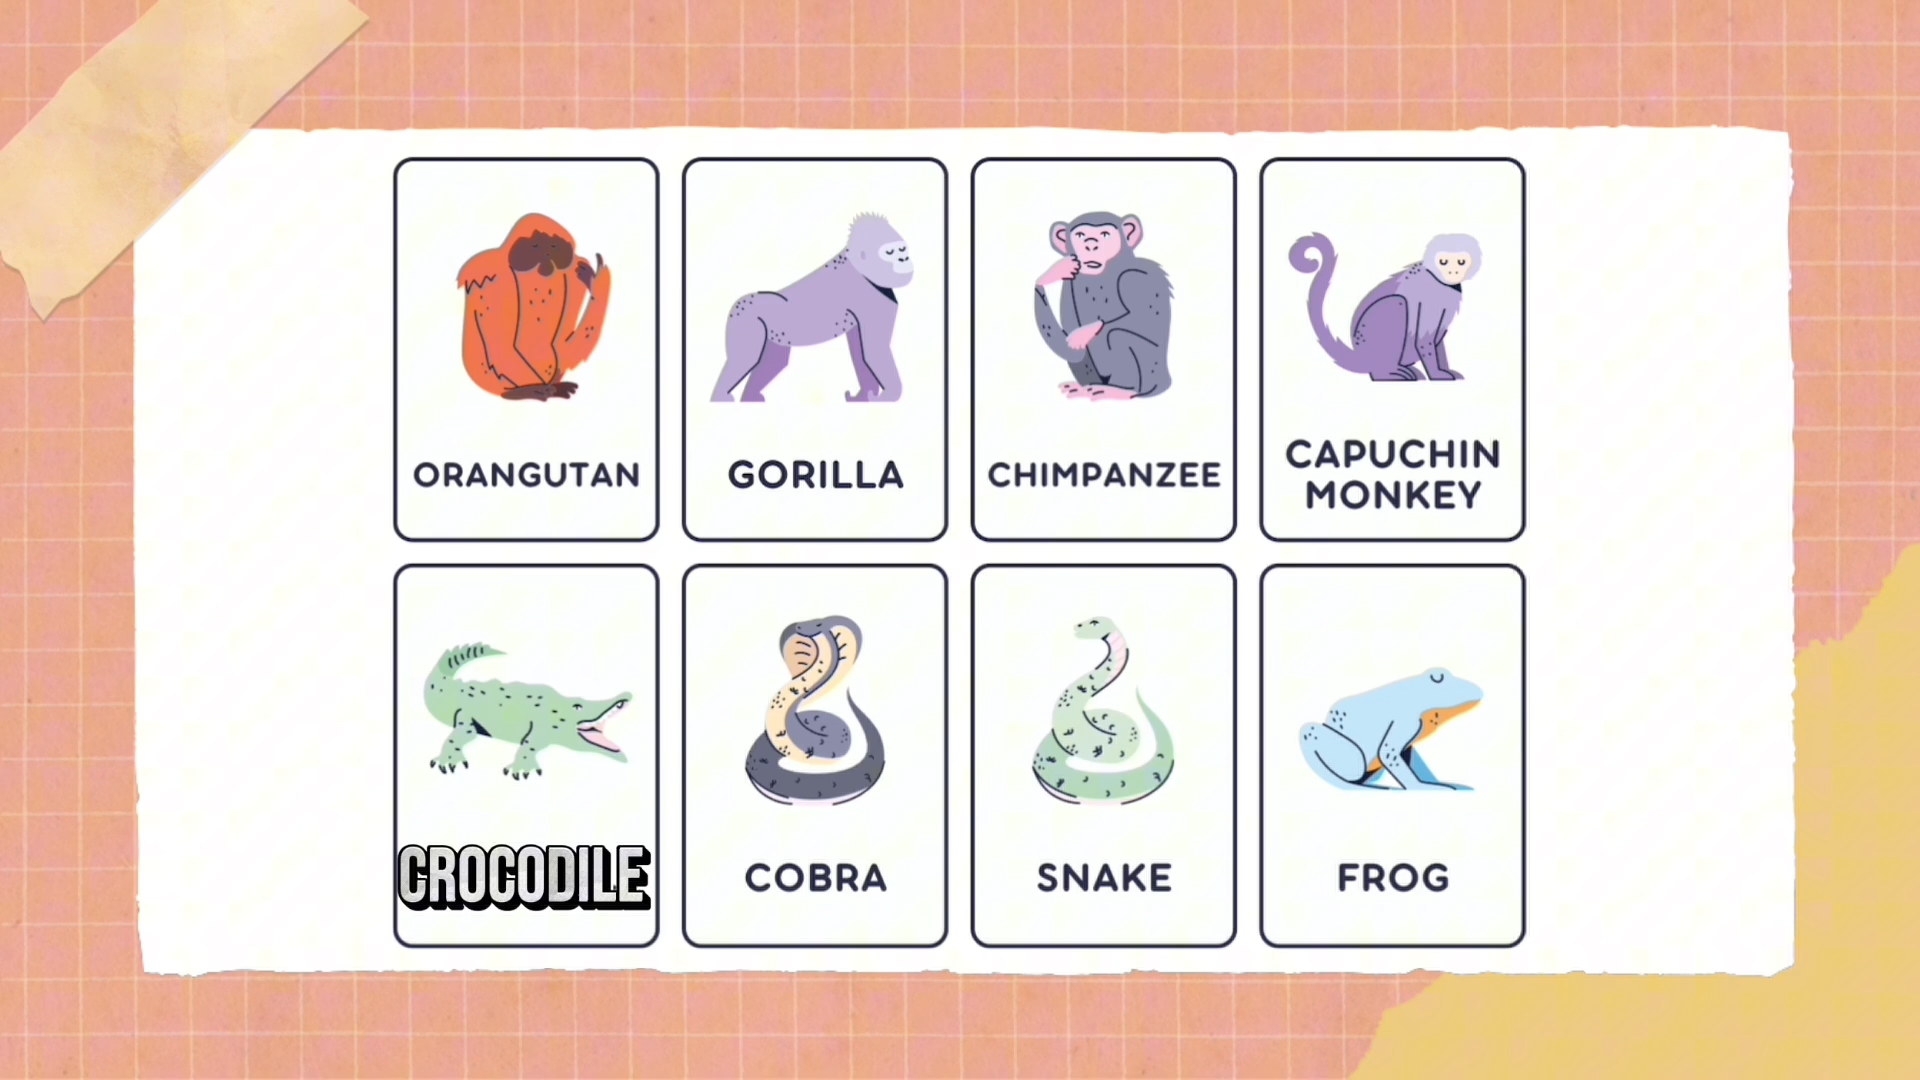 ORANGUTAN
GORILLA
CHIMPANZEE
CAPUCHIN
MONKEY
CROCODILE
COBRA
SNAKE
FROG